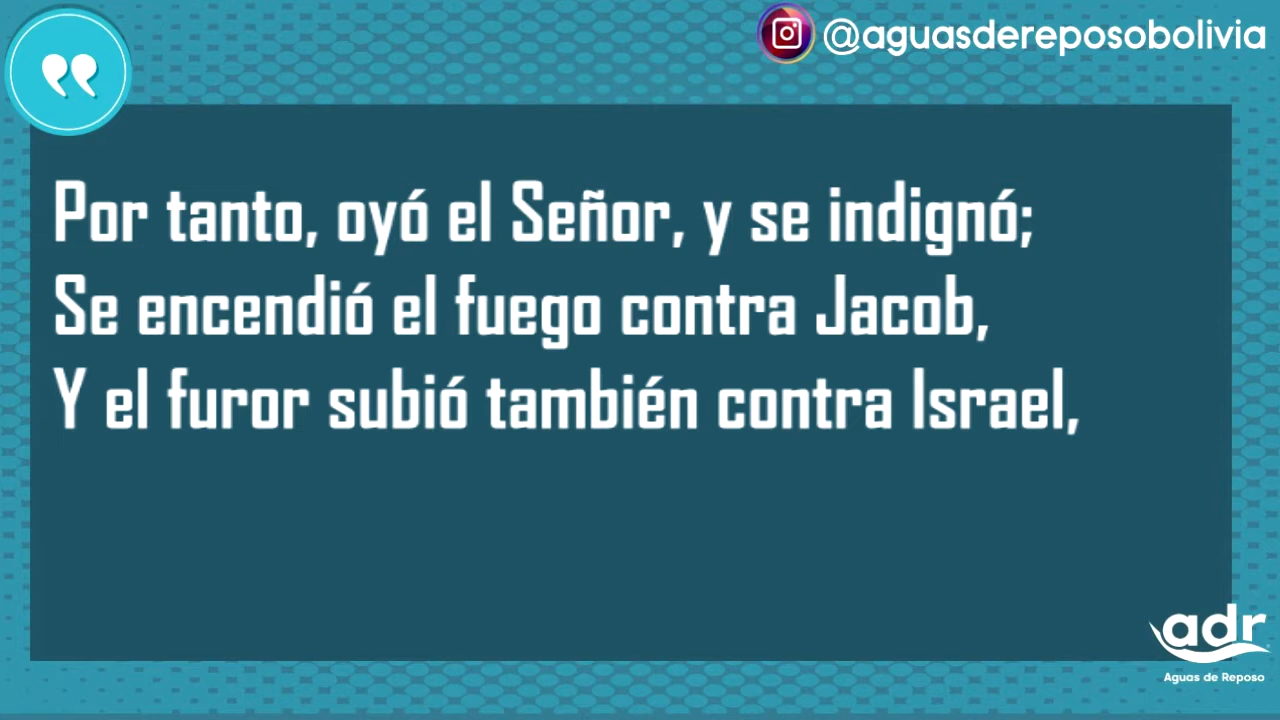 @aguasdereposobolivia
Por tanto, oyó el Señor, y se indignó;
Se encendió el fuego contra Jacob,
Y el furor subió también contra Israel,
adr
Aguas de Reposo